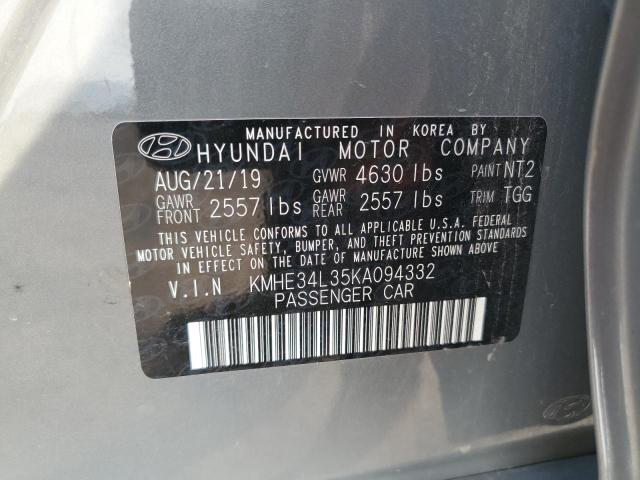 MANUFACTURED IN KOREA BY
HYUNDAI MOTOR COMPANY
AUG/21/19 GVWR 4630 lbs PAINT NT2
GAWR FRONT 2557 lbs GAWR REAR 2557 lbs TRIM TGG
THIS VEHICLE CONFORMS TO ALL APPLICABLE U.S.A. FEDERAL
MOTOR VEHICLE SAFETY, BUMPER, AND THEFT PREVENTION STANDARDS
IN EFFECT ON THE DATE OF MANUFACTURE SHOWN ABOVE
V.I.N KMHE34L35KA094332
PASSENGER CAR